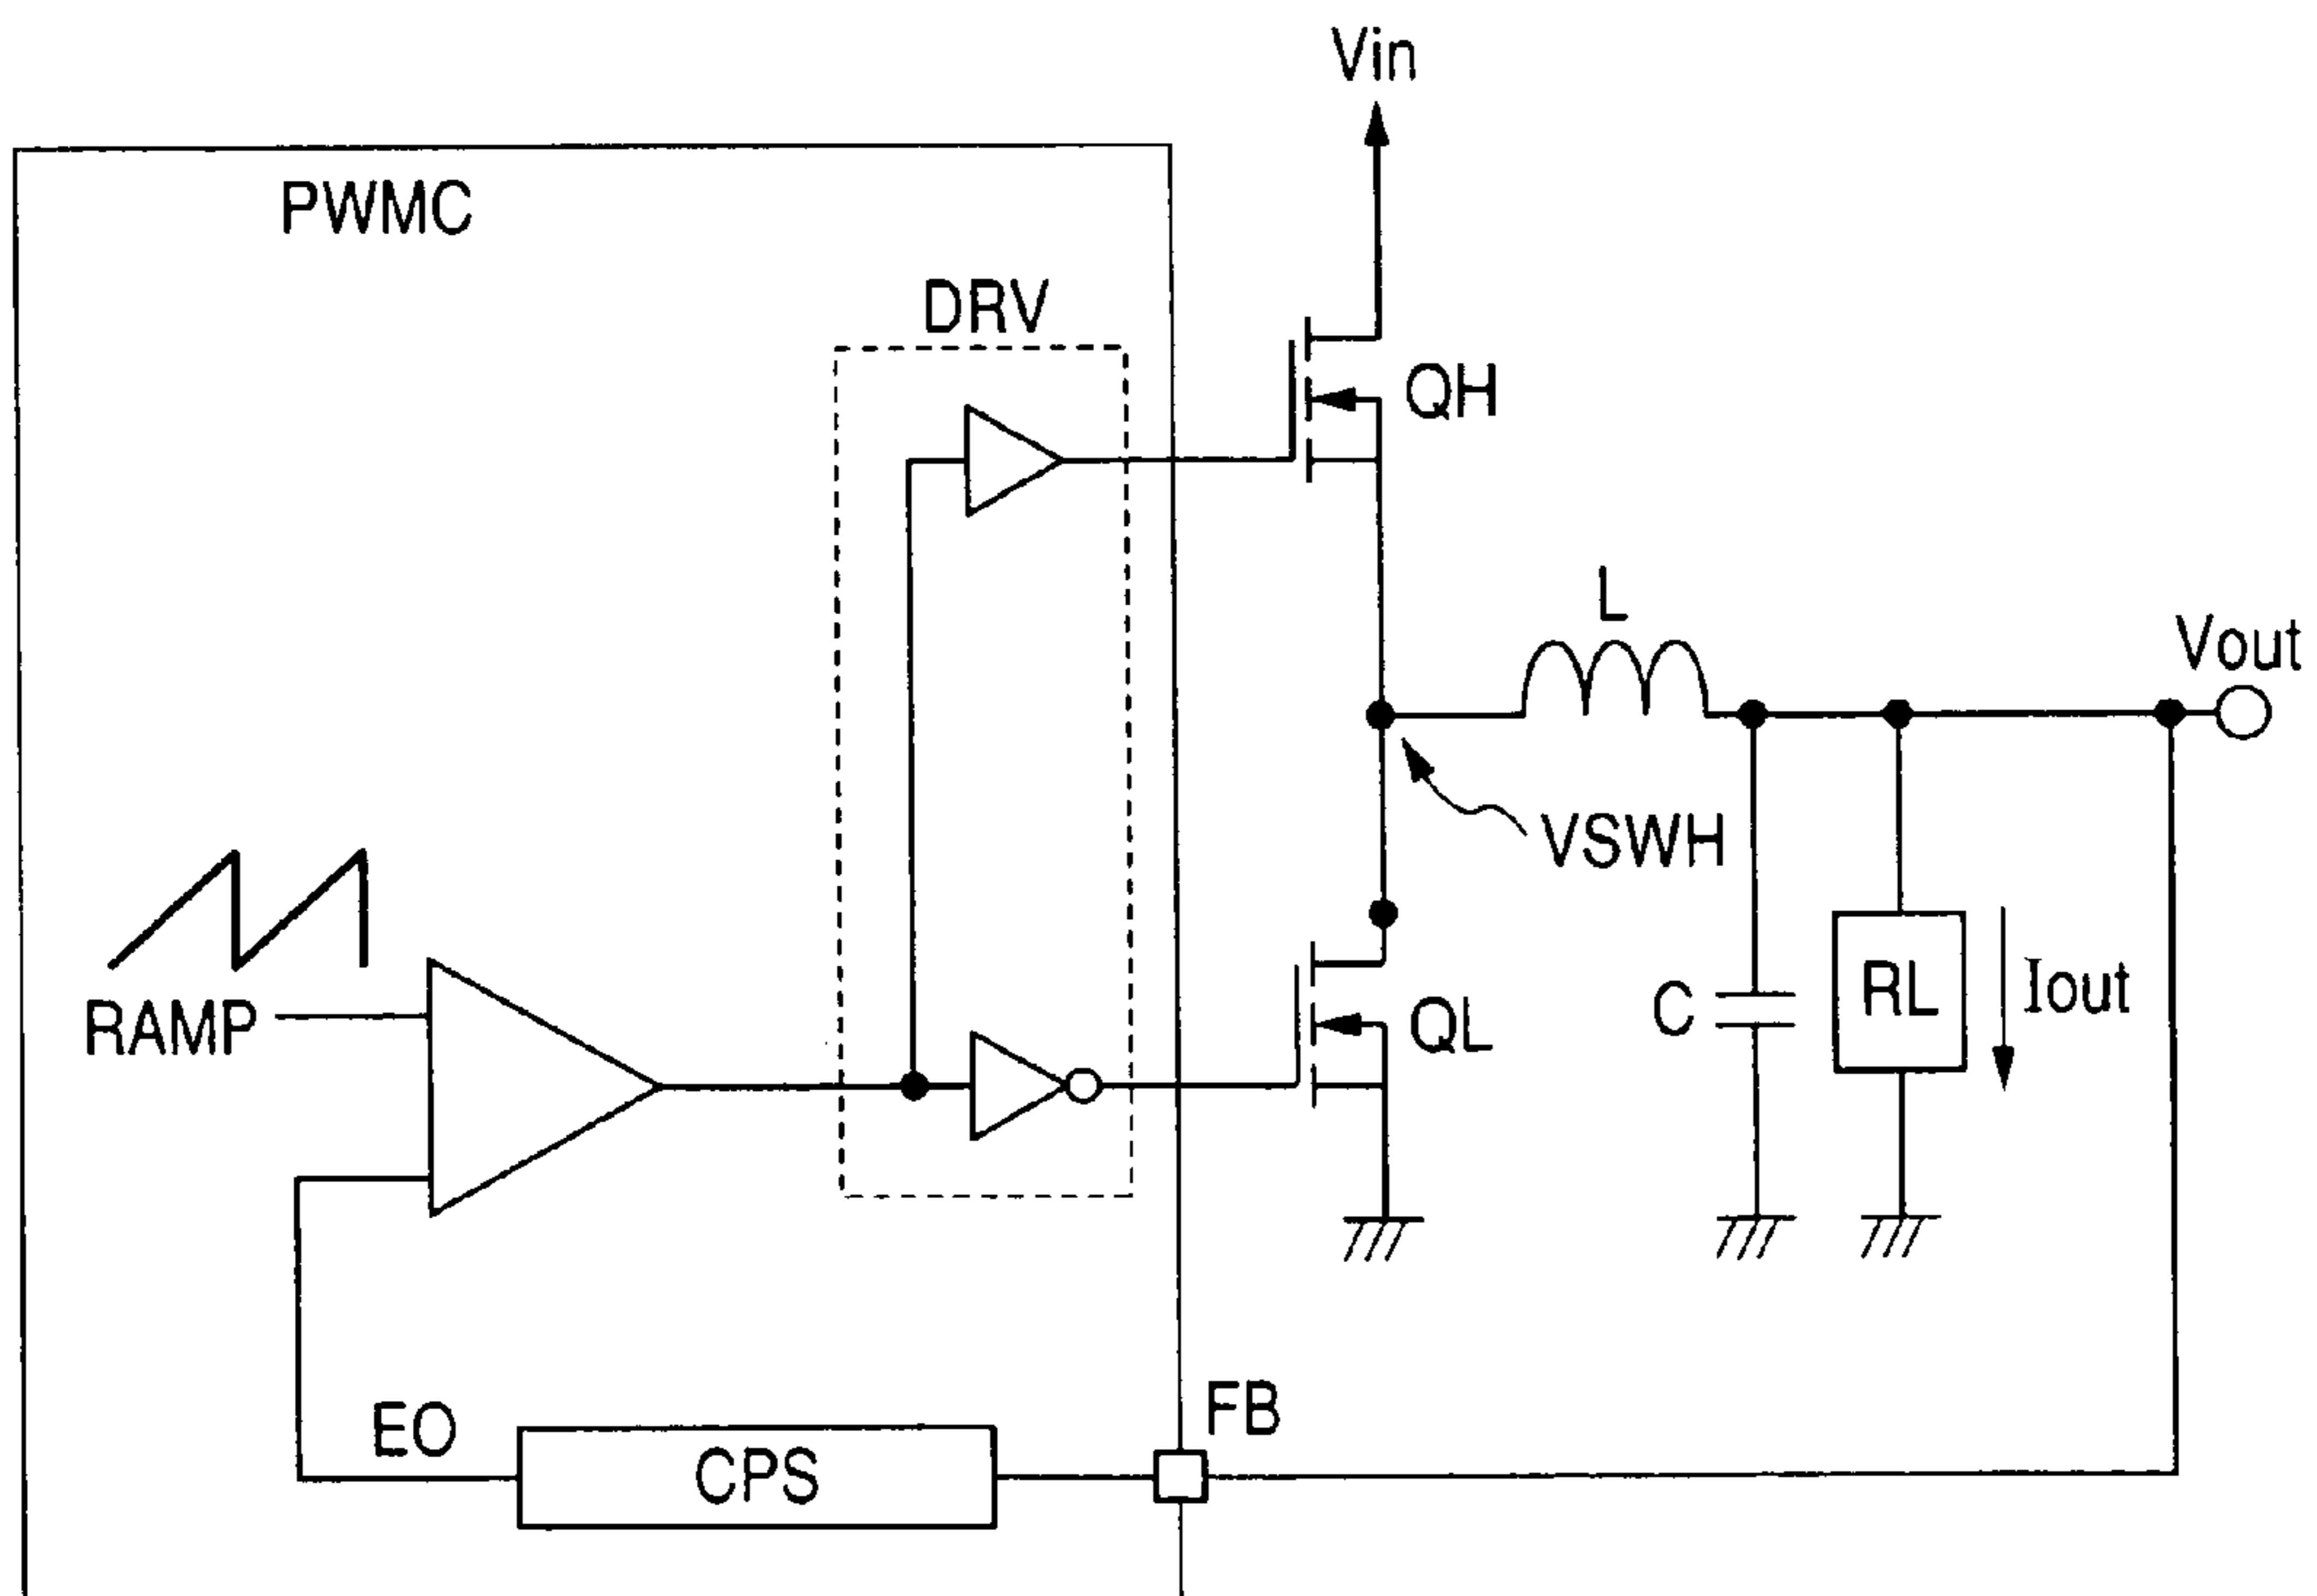 Vin
PWMC
DRV
QH
L
Vout
VSWH
RAMP
QL
C
RL
Iout
FB
EO
CPS